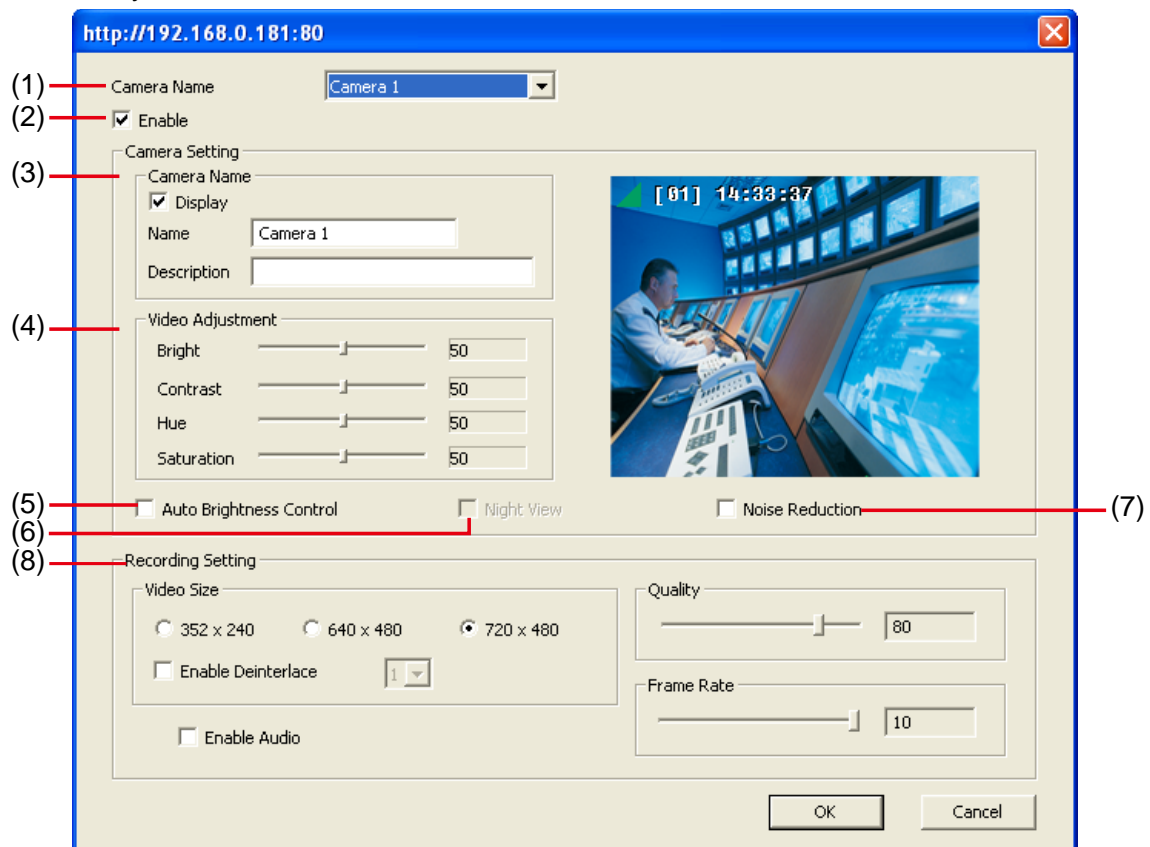 http://192.168.0.181:80
(1) Camera Name Camera 1
(2) Enable
Camera Setting
(3) Camera Name
Display
Name Camera 1
Description
[01] 14:33:37
(4) Video Adjustment
Bright 50
Contrast 50
Hue 50
Saturation 50
(5) Auto Brightness Control
(6) Night View
Noise Reduction (7)
(8) Recording Setting
Video Size
352 x 240 640 x 480 720 x 480
Enable Deinterlace 1
Enable Audio
Quality
80
Frame Rate
10
OK Cancel